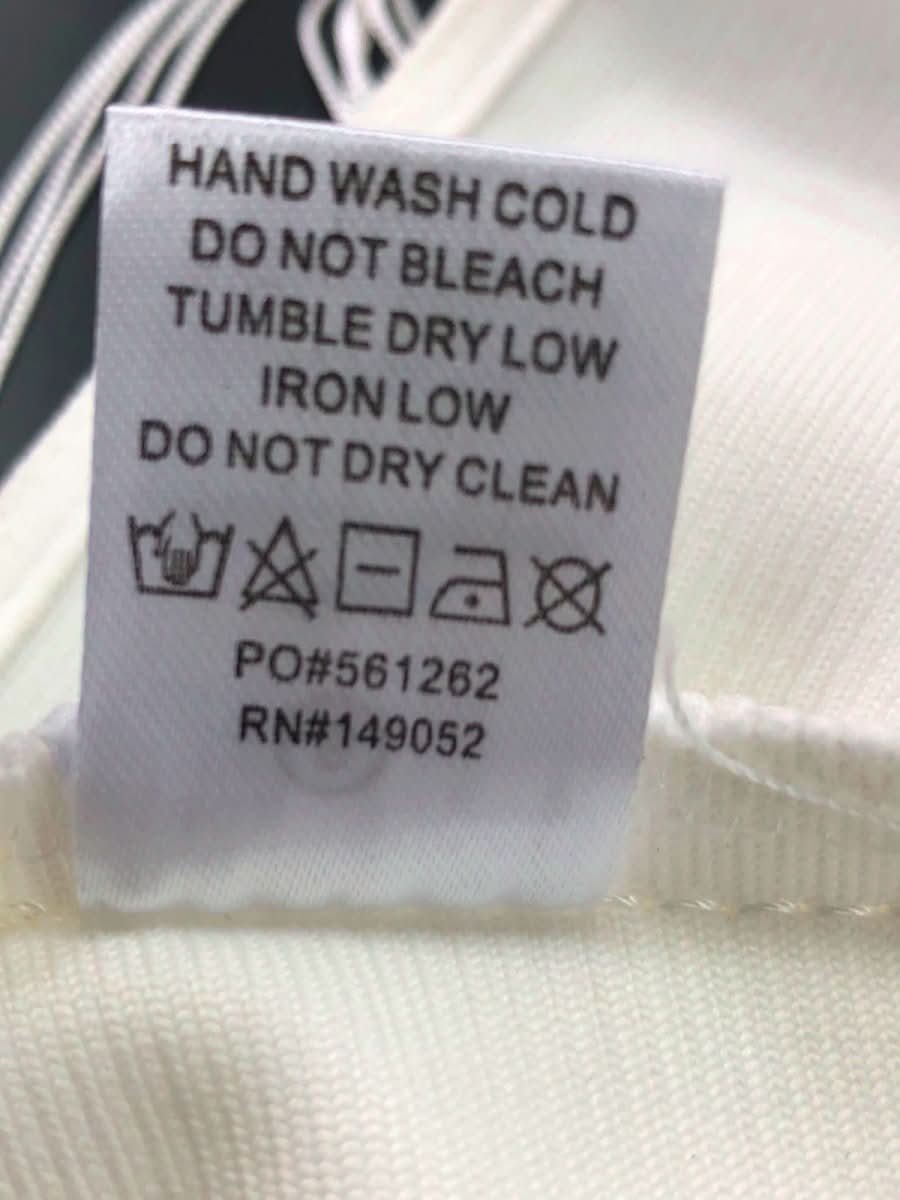 HAND WASH COLD
DO NOT BLEACH
TUMBLE DRY LOW
IRON LOW
DO NOT DRY CLEAN
PO#561262
RN#149052